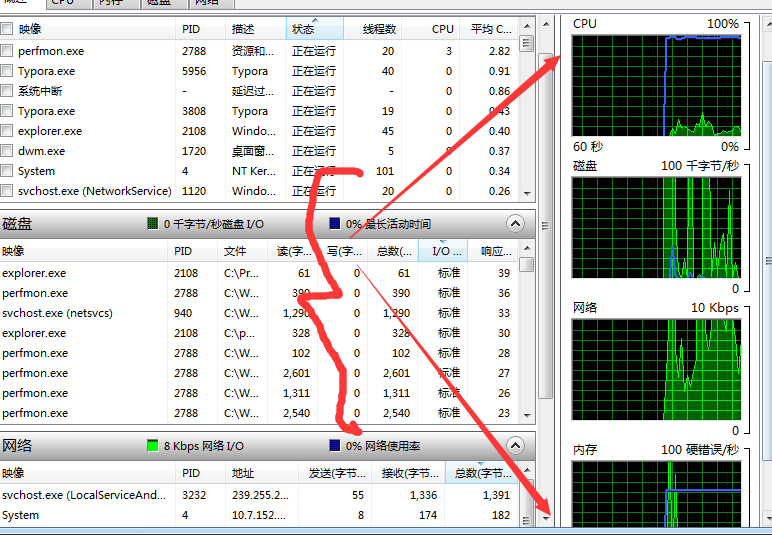 CPU 内存 磁盘 网络
映像 PID 描述 状态 线程数 CPU 平均 C...
perfmon.exe 2788 资源和... 正在运行 20 3 2.82
Typora.exe 5956 Typora 正在运行 40 0 0.91
系统中断 - 延迟过... 正在运行 - 0 0.86
Typora.exe 3808 Typora 正在运行 19 0 0.43
explorer.exe 2108 Windo... 正在运行 45 0 0.40
dwm.exe 1720 桌面窗... 正在运行 5 0 0.37
System 4 NT Ker... 正在运行 101 0 0.34
svchost.exe (NetworkService) 1120 Windo... 正在运行 20 0 0.26
磁盘 0 千字节/秒磁盘 I/O 0% 最长活动时间
映像 PID 文件 读(字... 写(字... 总数(... I/O ... 响应...
explorer.exe 2108 C:\Pr... 61 0 61 标准 39
perfmon.exe 2788 C:\W... 390 0 390 标准 36
svchost.exe (netsvcs) 940 C:\W... 1,290 0 1,290 标准 33
explorer.exe 2108 C:\p... 328 0 328 标准 30
perfmon.exe 2788 C:\W... 102 0 102 标准 28
perfmon.exe 2788 C:\W... 2,601 0 2,601 标准 27
perfmon.exe 2788 C:\W... 1,311 0 1,311 标准 26
perfmon.exe 2788 C:\W... 2,540 0 2,540 标准 23
网络 8 Kbps 网络 I/O 0% 网络使用率
映像 PID 地址 发送(字节... 接收(字节... 总数(字节...
svchost.exe (LocalServiceAnd... 3232 239.255.2... 55 1,336 1,391
System 4 10.7.152.... 8 174 182
CPU 100%
60 秒 0%
磁盘 100 千字节/秒
0
网络 10 Kbps
0
内存 100 硬错误/秒